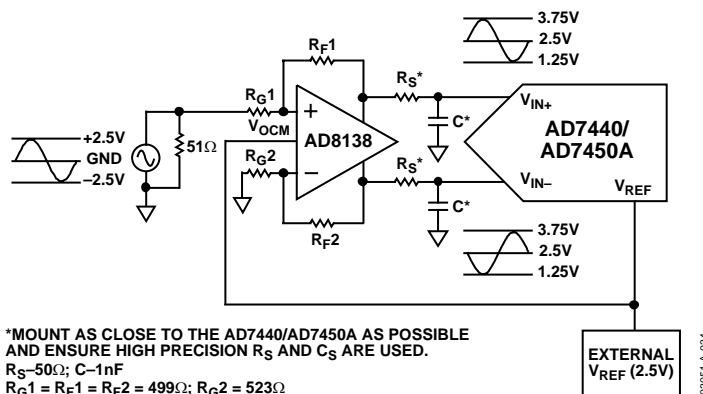 3.75V
2.5V
1.25V
RF1
RS*
RG1
VIN+
C*
+
VOCM
AD8138
AD7440/
AD7450A
+2.5V
GND
–2.5V
51Ω
RG2
–
RS*
VIN–
VREF
C*
RF2
3.75V
2.5V
1.25V
*MOUNT AS CLOSE TO THE AD7440/AD7450A AS POSSIBLE
AND ENSURE HIGH PRECISION RS AND CS ARE USED.
RS–50Ω; C–1nF
RG1 = RF1 = RF2 = 499Ω; RG2 = 523Ω
EXTERNAL
VREF (2.5V)